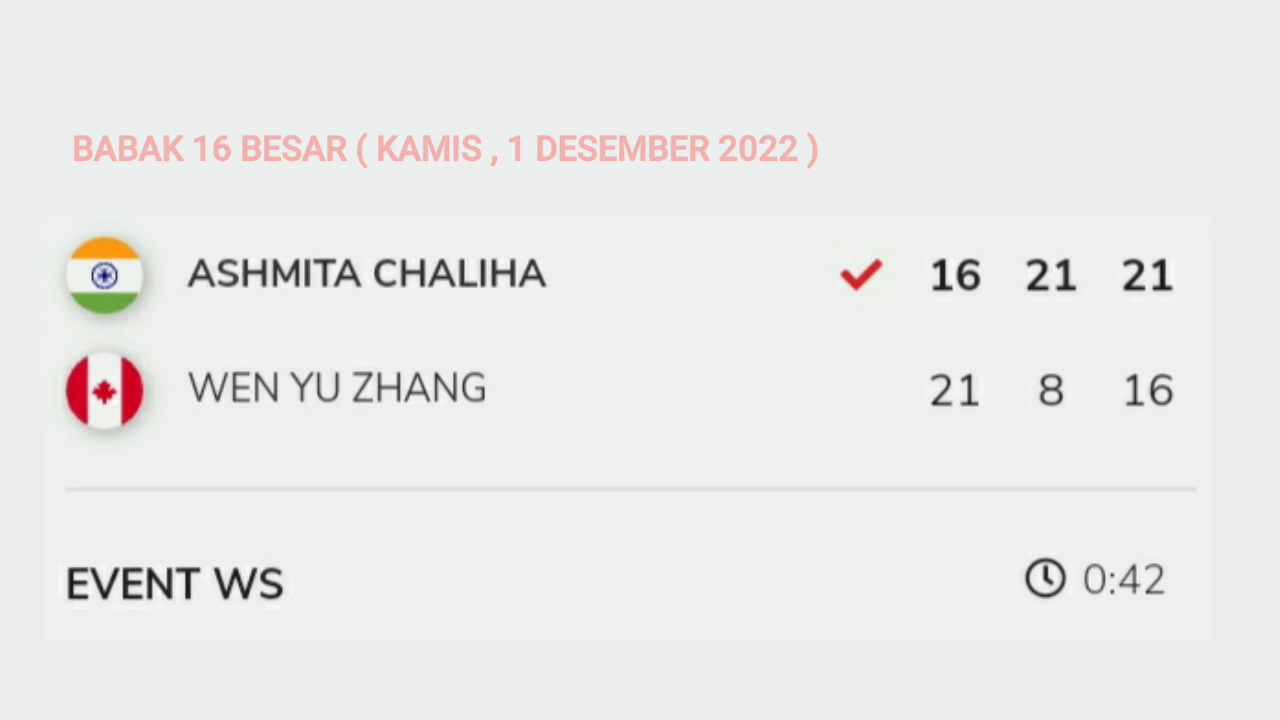 BABAK 16 BESAR ( KAMIS , 1 DESEMBER 2022 )
ASHMITA CHALIHA 16 21 21
WEN YU ZHANG 21 8 16
EVENT WS 0:42